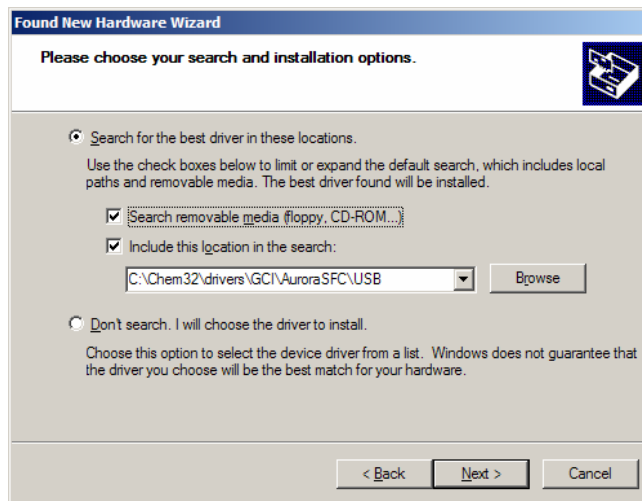 Found New Hardware Wizard
Please choose your search and installation options.
Search for the best driver in these locations.
Use the check boxes below to limit or expand the default search, which includes local
paths and removable media. The best driver found will be installed.
Search removable media (floppy, CD-ROM...)
Include this location in the search:
C:\Chem32\drivers\GCI\AuroraSFC\USB
Browse
Don't search. I will choose the driver to install.
Choose this option to select the device driver from a list. Windows does not guarantee that
the driver you choose will be the best match for your hardware.
< Back
Next >
Cancel